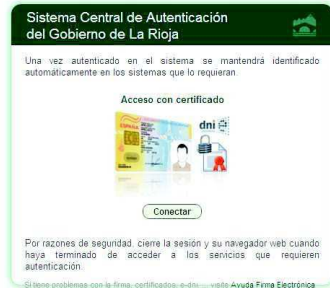 Sistema Central de Autenticación
del Gobierno de La Rioja
Una vez autenticado en el sistema se mantendrá identificado
automáticamente en los sistemas que lo requieran.
Acceso con certificado
ESPAÑA
dni
Conectar
Por razones de seguridad, cierre la sesión y su navegador web cuando
haya terminado de acceder a los servicios que requieren
autenticación.
Si tiene problemas con la firma, certificados, e-dni, ... visite Ayuda Firma Electrónica